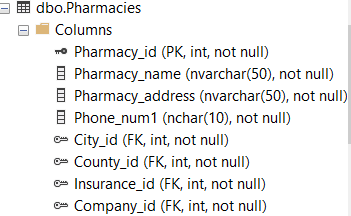 dbo.Pharmacies
Columns
Pharmacy_id (PK, int, not null)
Pharmacy_name (nvarchar(50), not null)
Pharmacy_address (nvarchar(50), not null)
Phone_num1 (nchar(10), not null)
City_id (FK, int, not null)
County_id (FK, int, not null)
Insurance_id (FK, int, not null)
Company_id (FK, int, not null)